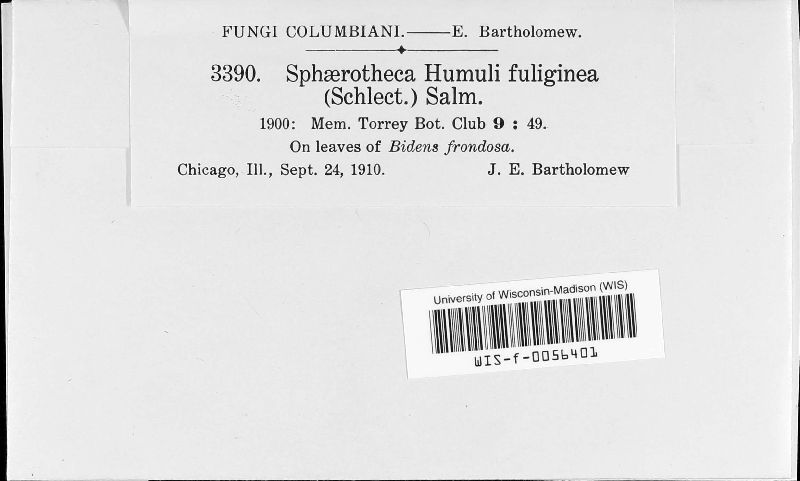 FUNGI COLUMBIANI.——E. Bartholomew.
3390. Sphærotheca Humuli fuliginea
(Schlect.) Salm.
1900: Mem. Torrey Bot. Club 9 : 49.
On leaves of Bidens frondosa.
Chicago, Ill., Sept. 24, 1910. J. E. Bartholomew
University of Wisconsin-Madison (WIS)
WIS-f-0056401